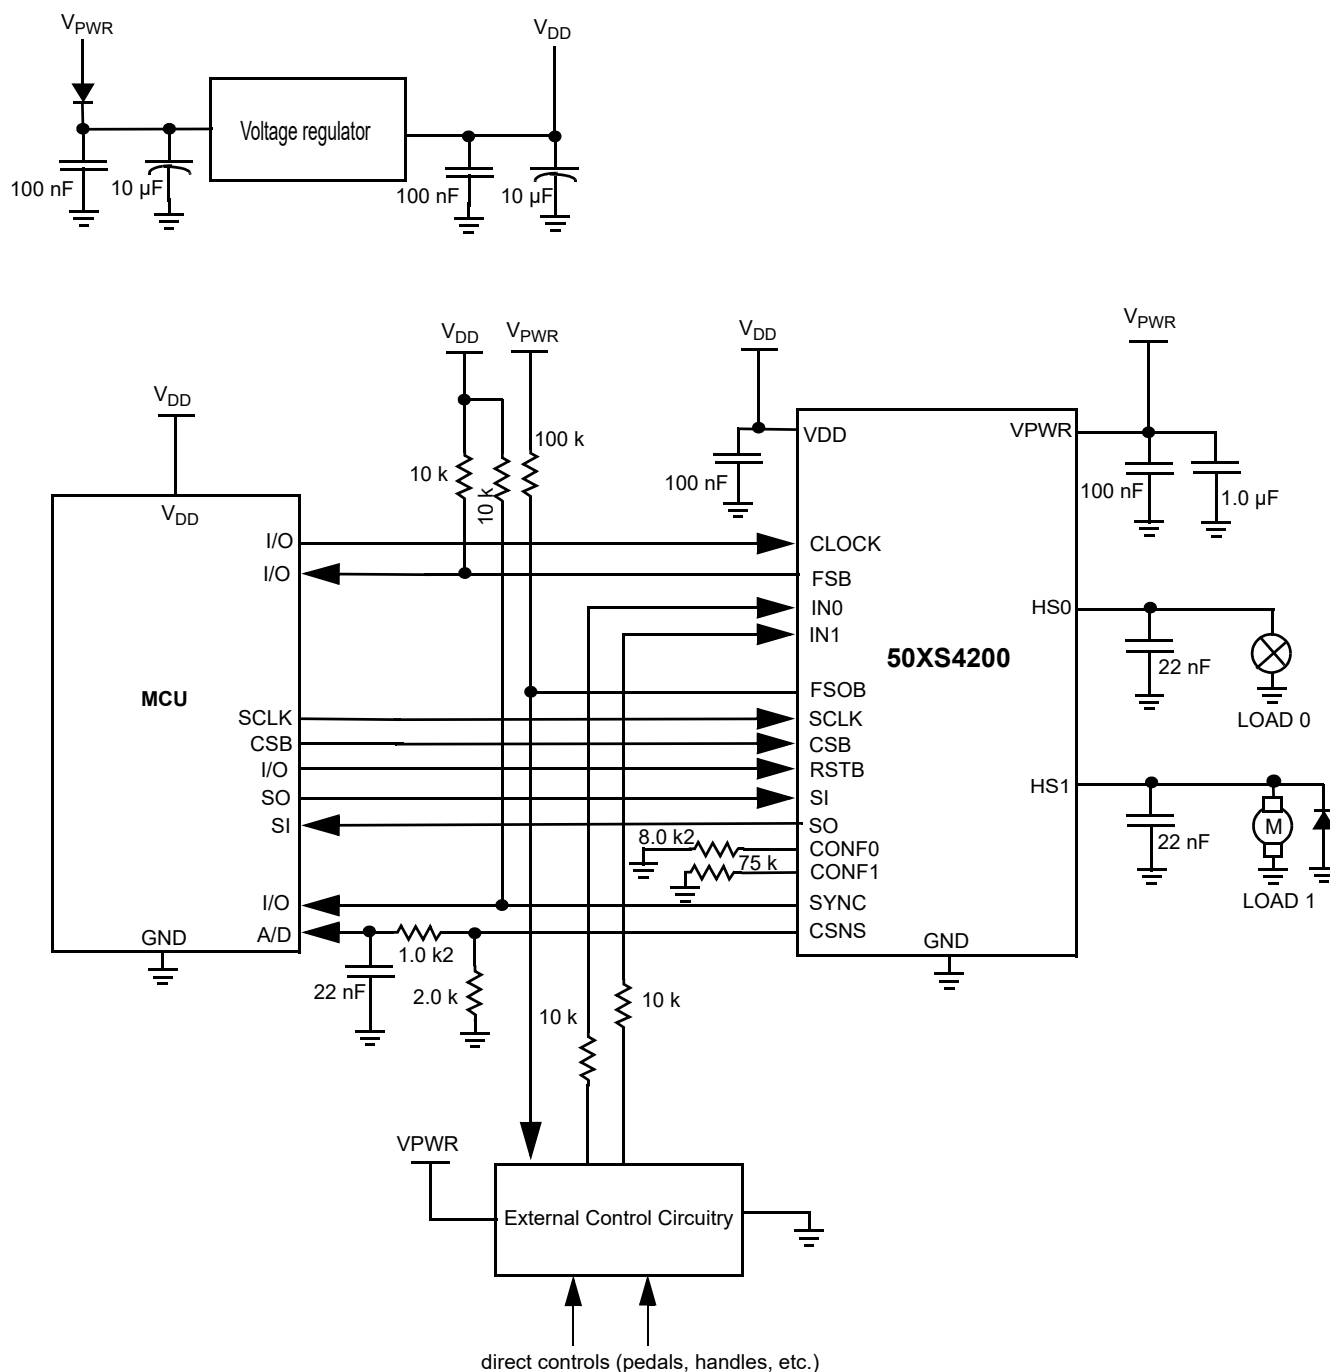 VPWR
VDD
Voltage regulator
100 nF
10 µF
100 nF
10 µF
VDD
VPWR
VDD
VPWR
VDD
100 k
10 k
10 k
VDD
VPWR
100 nF
100 nF
1.0 µF
VDD
I/O
CLOCK
I/O
FSB
IN0
HS0
IN1
50XS4200
22 nF
MCU
FSOB
LOAD 0
SCLK
SCLK
CSB
CSB
I/O
RSTB
HS1
SO
SI
SI
SO
M
22 nF
8.0 k2
CONF0
75 k
CONF1
LOAD 1
I/O
SYNC
A/D
CSNS
GND
GND
1.0 k2
22 nF
2.0 k
10 k
10 k
VPWR
External Control Circuitry
direct controls (pedals, handles, etc.)